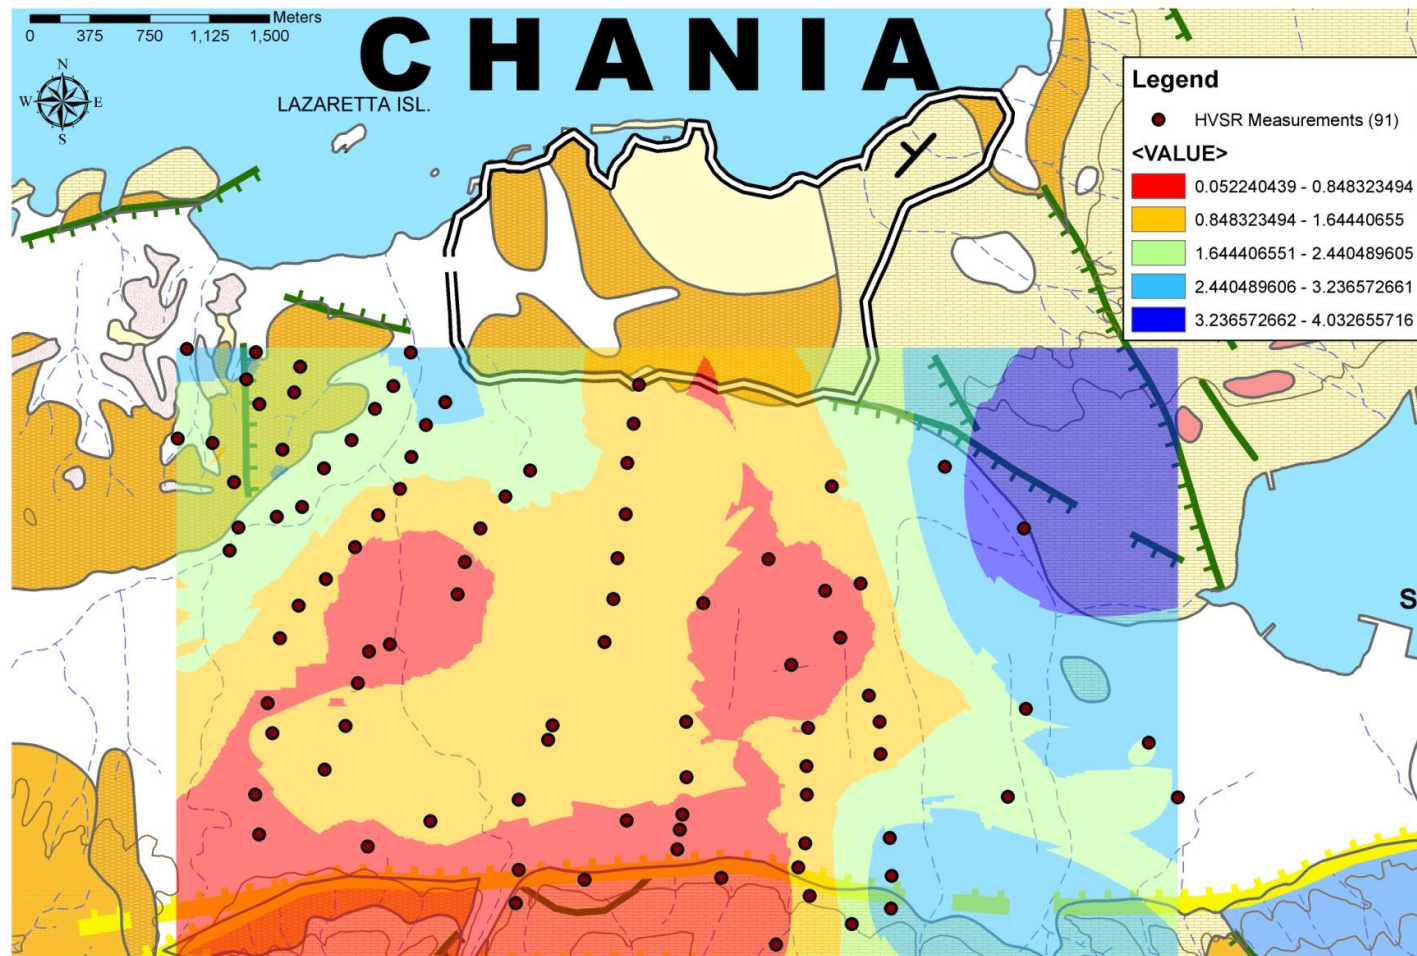 Meters
0 375 750 1,125 1,500
CHANIA
N
W E
S
LAZARETTA ISL.
Legend
HVSR Measurements (91)
<VALUE>
0.052240439 - 0.848323494
0.848323494 - 1.64440655
1.644406551 - 2.440489605
2.440489606 - 3.236572661
3.236572662 - 4.032655716
S